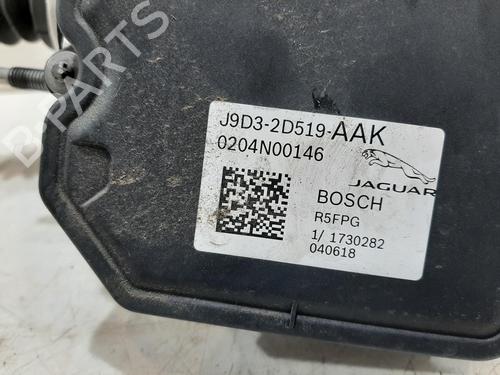 J9D3-2D519-AAK
0204N00146
JAGUAR
BOSCH
R5FPG
1/ 1730282
040618
B-PARTS